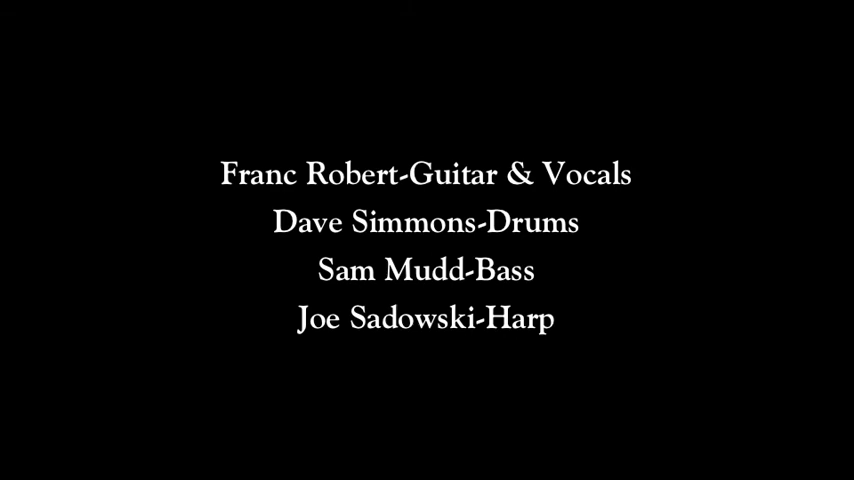 Franc Robert-Guitar & Vocals
Dave Simmons-Drums
Sam Mudd-Bass
Joe Sadowski-Harp